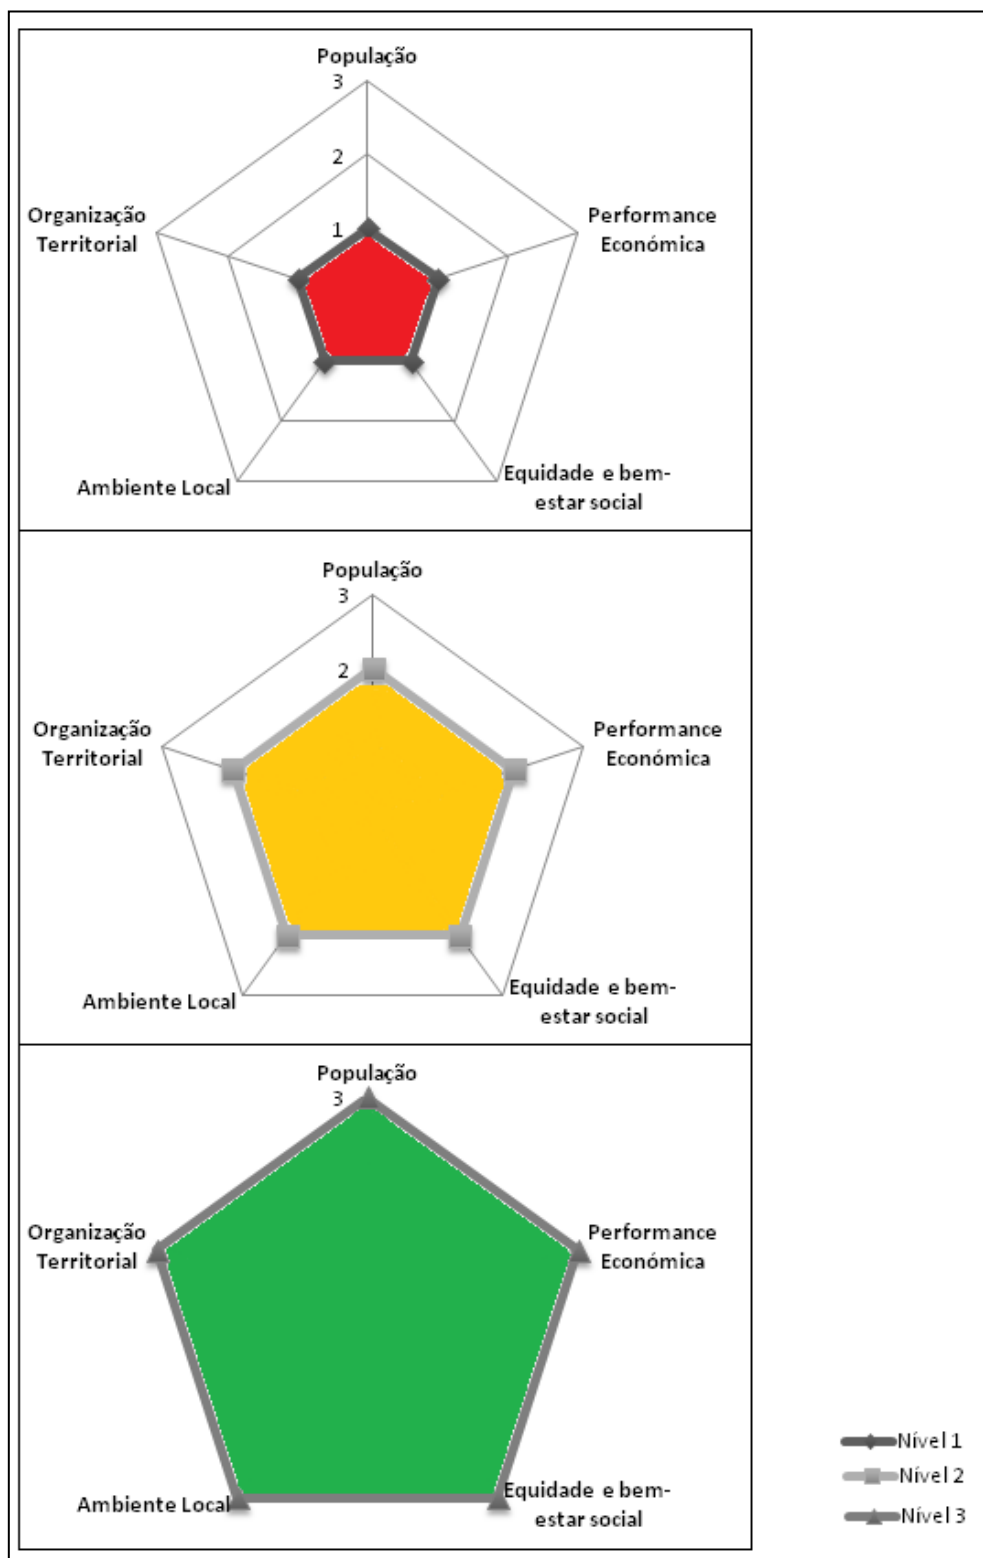 População
3
2
1
Organização
Territorial
Performance
Económica
Ambiente Local
Equidade e bem-
estar social
População
3
2
Organização
Territorial
Performance
Económica
Ambiente Local
Equidade e bem-
estar social
População
3
Organização
Territorial
Performance
Económica
Ambiente Local
Equidade e bem-
estar social
Nível 1
Nível 2
Nível 3